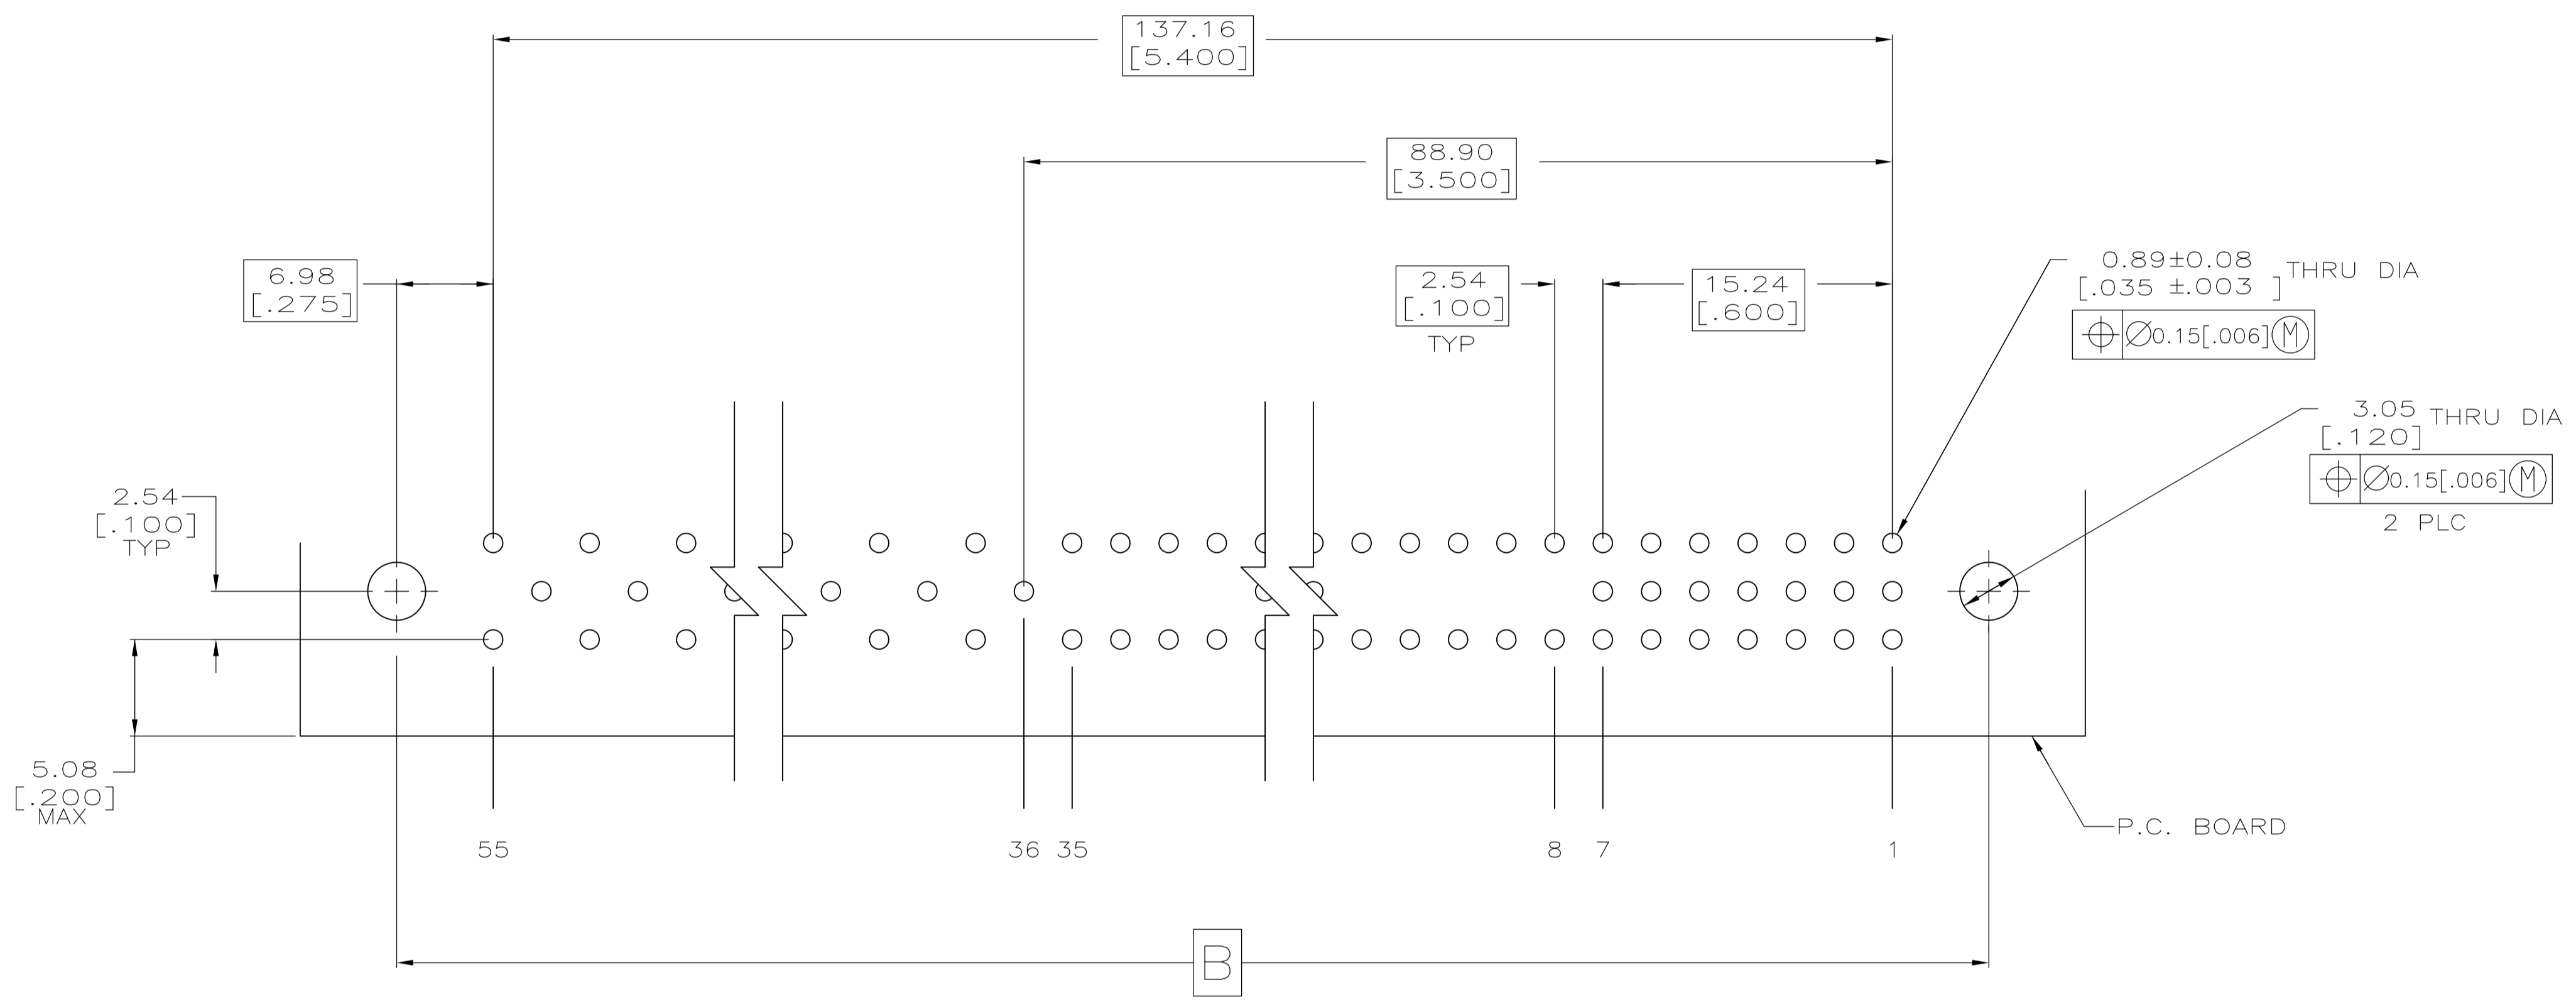 137.16
[5.400]
88.90
[3.500]
6.98
[.275]
2.54
[.100]
TYP
15.24
[.600]
0.89±0.08
[.035 ±.003 ]
THRU DIA
⌖ ⌀0.15[.006]Ⓜ
3.05
[.120]
THRU DIA
⌖ ⌀0.15[.006]Ⓜ
2 PLC
2.54
[.100]
TYP
5.08
[.200]
MAX
P.C. BOARD
55 36 35 8 7 1
B